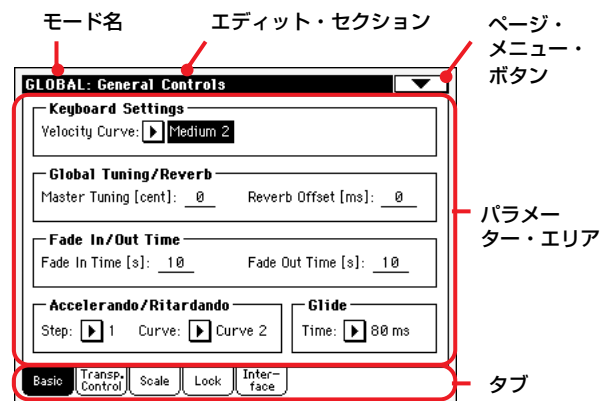 モード名
エディット・セクション
ページ・
メニュー・
ボタン
GLOBAL: General Controls
Keyboard Settings
Velocity Curve: Medium 2
Global Tuning/Reverb
Master Tuning [cent]: 0 Reverb Offset [ms]: 0
パラメー
ター・エリア
Fade In/Out Time
Fade In Time [s]: 10 Fade Out Time [s]: 10
Accelerando/Ritardando
Step: 1 Curve: Curve 2
Glide
Time: 80 ms
Basic
Transp.
Control
Scale
Lock
Inter-
face
タブ